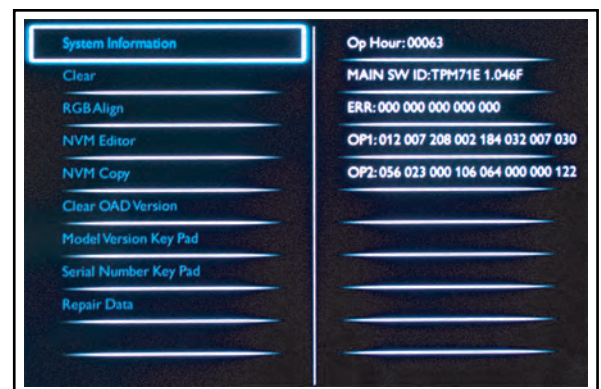 System Information
Clear
RGB Align
NVM Editor
NVM Copy
Clear OAD Version
Model Version Key Pad
Serial Number Key Pad
Repair Data
Op Hour: 00063
MAIN SW ID:TPM71E 1.046F
ERR: 000 000 000 000 000
OP1: 012 007 208 002 184 032 007 030
OP2: 056 023 000 106 064 000 000 122